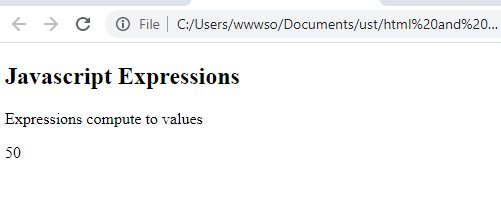 File C:/Users/wwwso/Documents/ust/html%20and%20...
Javascript Expressions
Expressions compute to values
50